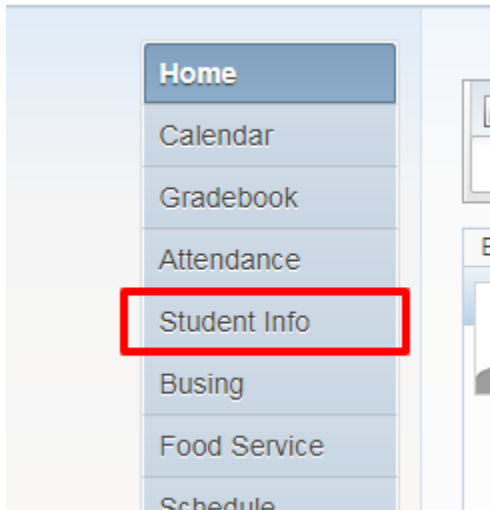 Home
Calendar
Gradebook
Attendance
Student Info
Busing
Food Service
Schedule